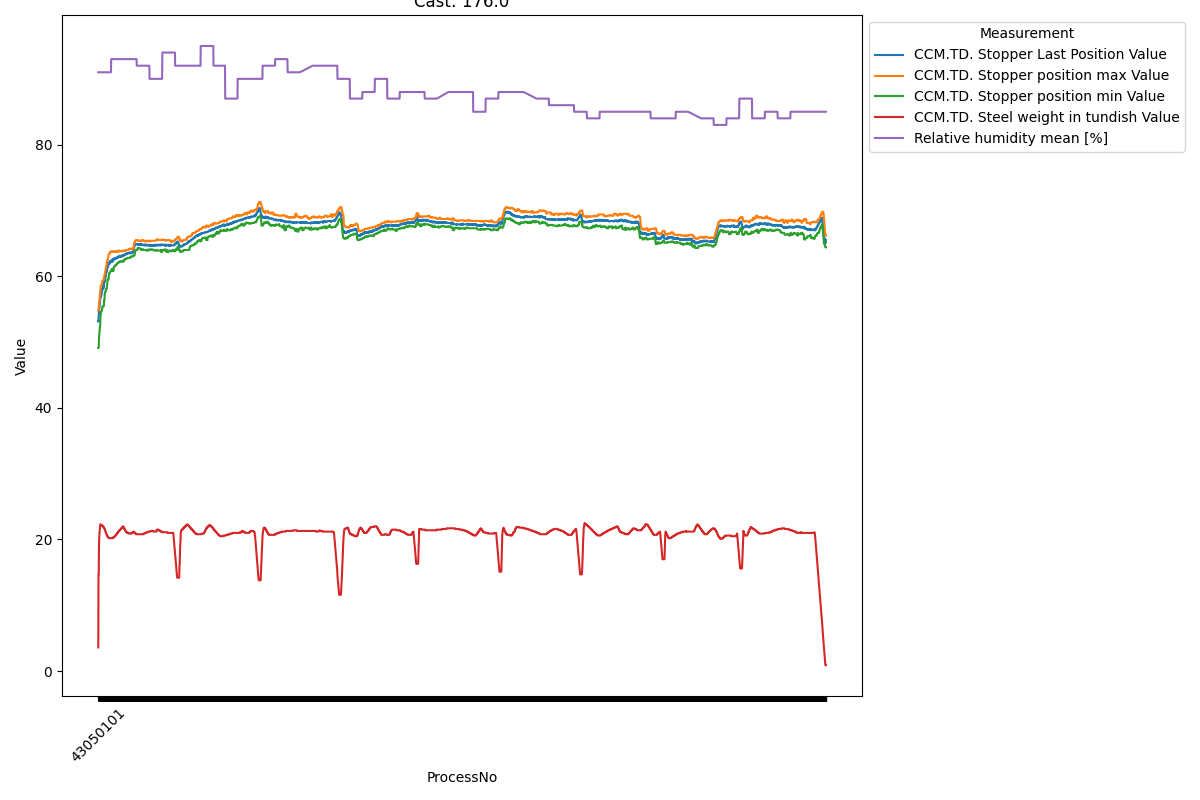 Cast: 176.0
Measurement
CCM.TD. Stopper Last Position Value
CCM.TD. Stopper position max Value
CCM.TD. Stopper position min Value
CCM.TD. Steel weight in tundish Value
Relative humidity mean [%]
80
60
40
20
0
Value
43050101
ProcessNo